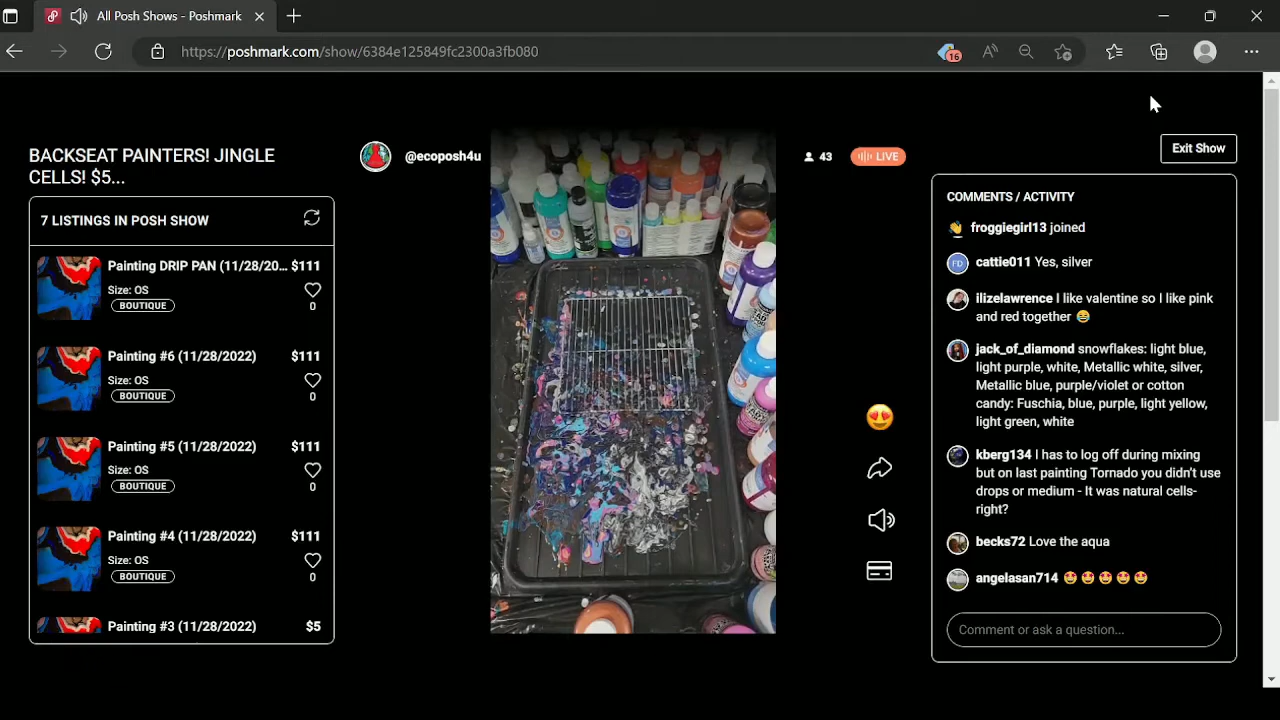 All Posh Shows - Poshmark
https://poshmark.com/show/6384e125849fc2300a3fb080
16
BACKSEAT PAINTERS! JINGLE
CELLS! $5...
7 LISTINGS IN POSH SHOW
Painting DRIP PAN (11/28/20... $111
Size: OS
BOUTIQUE
0
Painting #6 (11/28/2022) $111
Size: OS
BOUTIQUE
0
Painting #5 (11/28/2022) $111
Size: OS
BOUTIQUE
0
Painting #4 (11/28/2022) $111
Size: OS
BOUTIQUE
0
Painting #3 (11/28/2022) $5
@ecoposh4u
43
LIVE
Exit Show
COMMENTS / ACTIVITY
froggiegirl13 joined
FD
cattie011 Yes, silver
ilizelawrence I like valentine so I like pink
and red together 😂
jack_of_diamond snowflakes: light blue,
light purple, white, Metallic white, silver,
Metallic blue, purple/violet or cotton
candy: Fuschia, blue, purple, light yellow,
light green, white
kberg134 I has to log off during mixing
but on last painting Tornado you didn't use
drops or medium - It was natural cells-
right?
becks72 Love the aqua
angelasan714 🤩🤩🤩🤩🤩
Comment or ask a question...